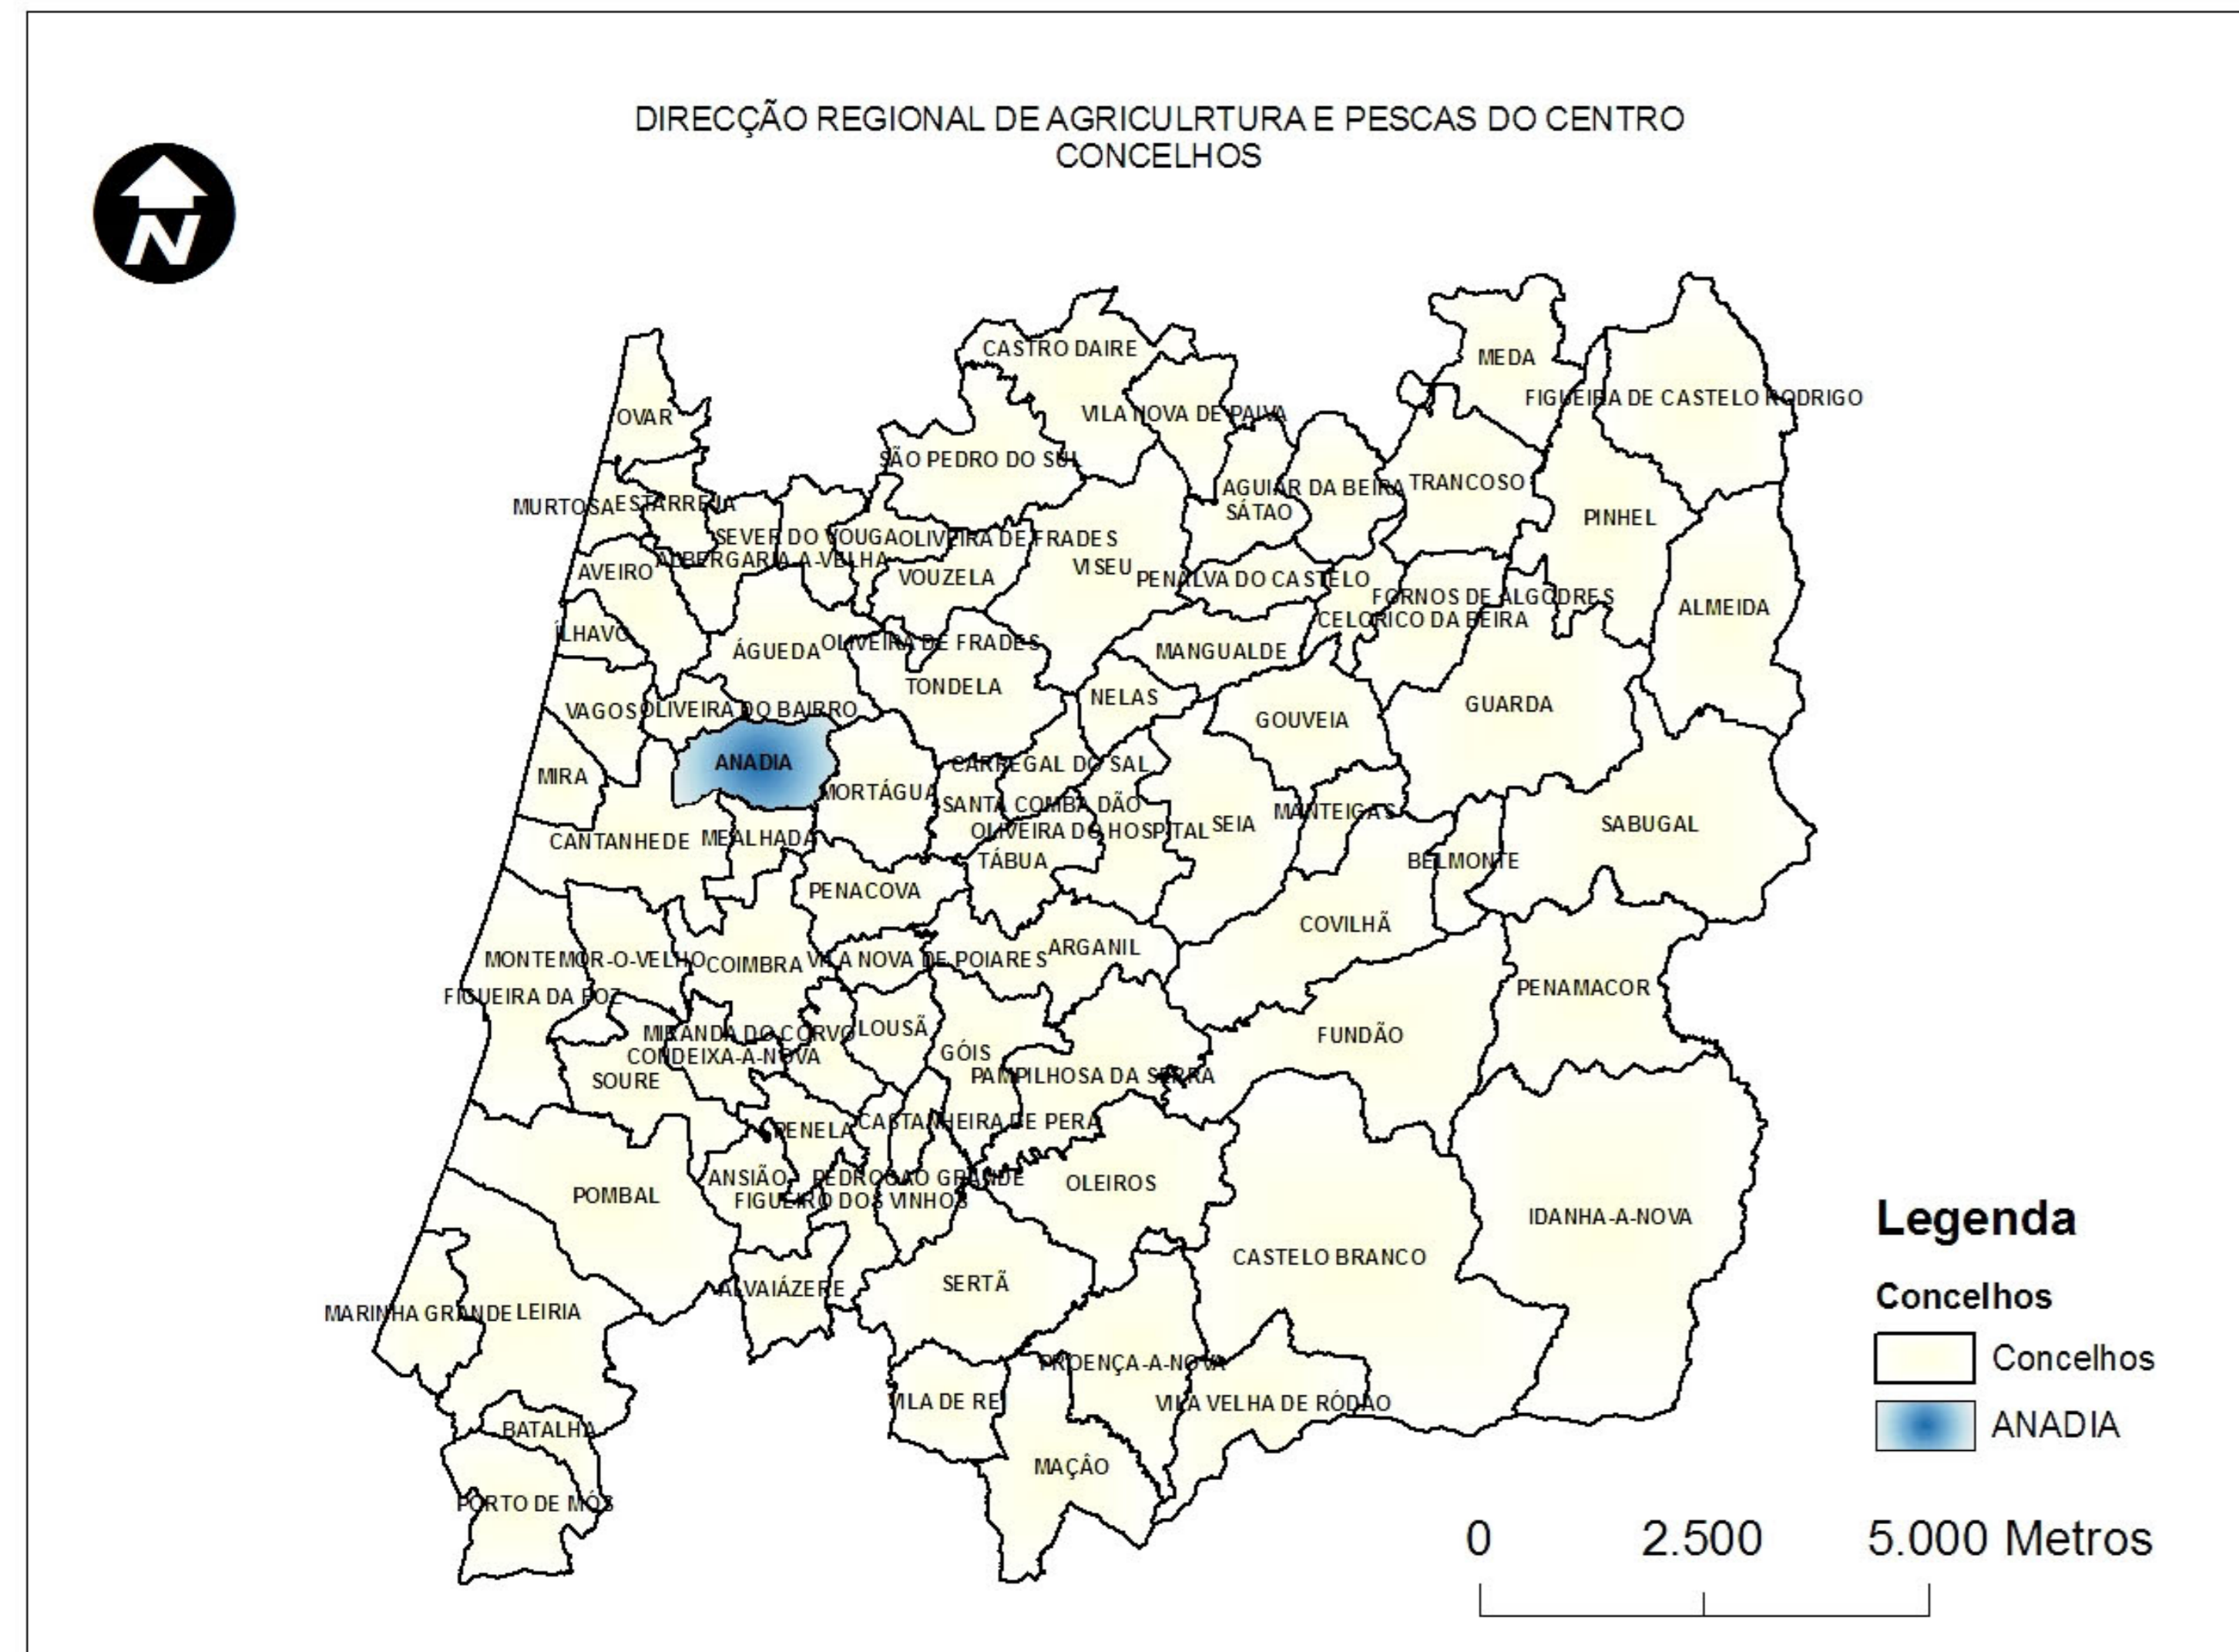 DIRECÇÃO REGIONAL DE AGRICULRTURA E PESCAS DO CENTRO
CONCELHOS
N
CASTRO DAIRE
MEDA
FIGUEIRA DE CASTELO RODRIGO
OVAR
VILA NOVA DE PAIVA
SÃO PEDRO DO SUL
TRANCOSO
AGUIAR DA BEIRA
MURTOSA
ESTARREJA
SÁTAO
PINHEL
SEVER DO VOUGA
OLIVEIRA DE FRADES
ALBERGARIA-A-VELHA
VISEU
AVEIRO
VOUZELA
PENALVA DO CASTELO
FORNOS DE ALGODRES
ALMEIDA
CELORICO DA BEIRA
ÍLHAVO
ÁGUEDA
OLIVEIRA DE FRADES
MANGUALDE
TONDELA
NELAS
GUARDA
VAGOS
OLIVEIRA DO BAIRRO
GOUVEIA
ANADIA
CARREGAL DO SAL
MIRA
MORTÁGUA
SANTA COMBA DÃO
MANTEIGAS
SABUGAL
CANTANHEDE
MEALHADA
OLIVEIRA DO HOSPITAL
SEIA
TÁBUA
BELMONTE
PENACOVA
COVILHÃ
ARGANIL
MONTEMOR-O-VELHO
COIMBRA
VILA NOVA DE POIARES
PENAMACOR
FIGUEIRA DA FOZ
MIRANDA DO CORVO
LOUSÃ
FUNDÃO
CONDEIXA-A-NOVA
GÓIS
SOURE
PAMPILHOSA DA SERRA
PENELA
CASTANHEIRA DE PERA
ANSIÃO
PEDROGAO GRANDE
OLEIROS
POMBAL
FIGUEIRO DOS VINHOS
IDANHA-A-NOVA
CASTELO BRANCO
ALVAIÁZERE
SERTÃ
MARINHA GRANDE
LEIRIA
PROENÇA-A-NOVA
VILA DE REI
VILA VELHA DE RÓDÃO
BATALHA
MAÇÂO
PORTO DE MÓS
Legenda
Concelhos
Concelhos
ANADIA
0 2.500 5.000 Metros